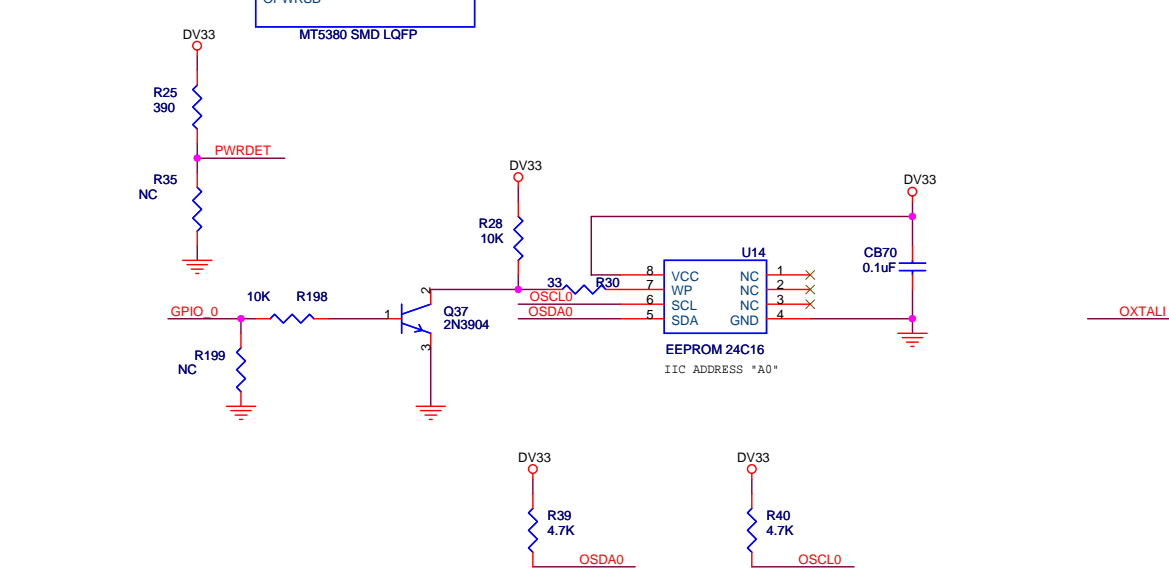 MT5380 SMD LQFP
DV33
R25
390
PWRDET
R35
NC
DV33
R28
10K
DV33
CB70
0.1uF
U14
33 R30
OSCL0
OSDA0
8 VCC NC 1
7 WP NC 2
6 SCL NC 3
5 SDA GND 4
EEPROM 24C16
IIC ADDRESS "A0"
GPIO_0
10K R198
R199
NC
1
2
3
Q37
2N3904
OXTALI
DV33
R39
4.7K
OSDA0
DV33
R40
4.7K
OSCL0